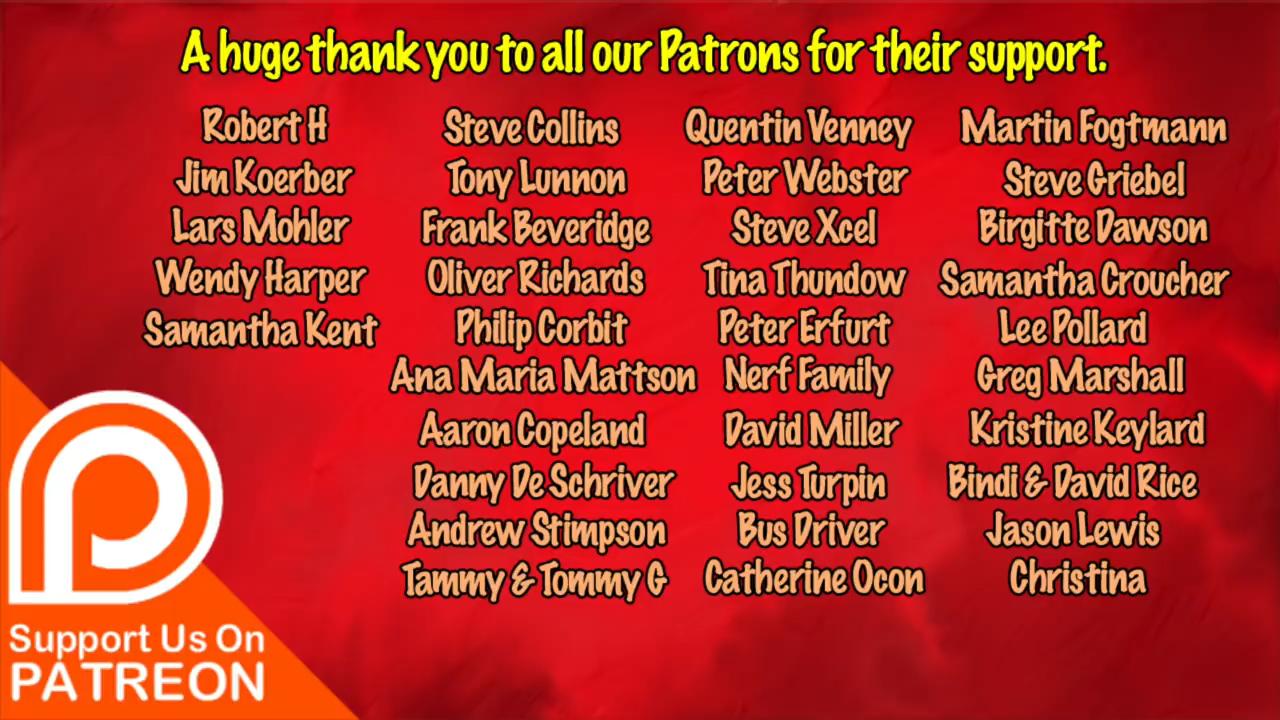 A huge thank you to all our Patrons for their support.
Robert H
Jim Koerber
Lars Mohler
Wendy Harper
Samantha Kent
Steve Collins
Tony Lunnon
Frank Beveridge
Oliver Richards
Philip Corbit
Ana Maria Mattson
Aaron Copeland
Danny De Schriver
Andrew Stimpson
Tammy & Tommy G
Quentin Venney
Peter Webster
Steve Xcel
Tina Thundow
Peter Erfurt
Nerf Family
David Miller
Jess Turpin
Bus Driver
Catherine Ocon
Martin Fogtmann
Steve Griebel
Birgitte Dawson
Samantha Croucher
Lee Pollard
Greg Marshall
Kristine Keylard
Bindi & David Rice
Jason Lewis
Christina
Support Us On
PATREON